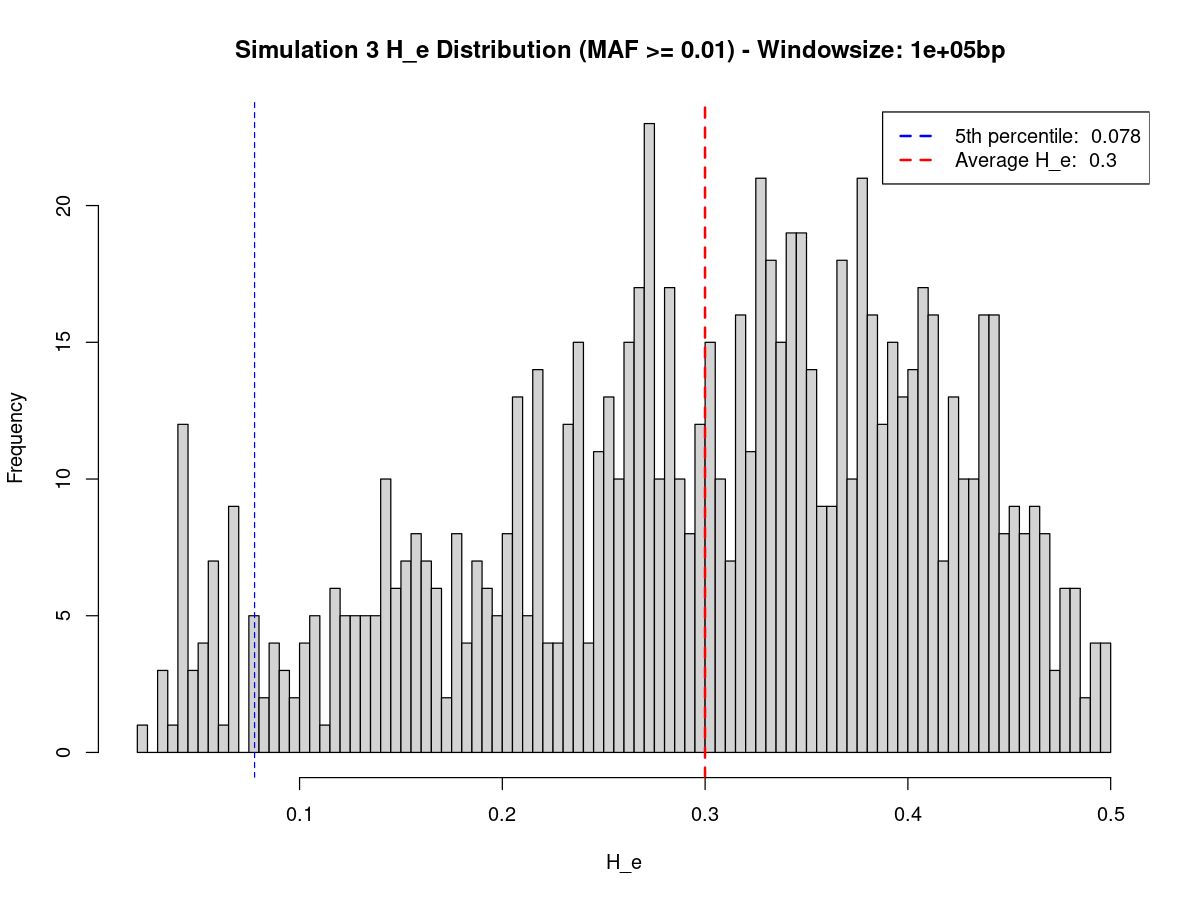 Simulation 3 H_e Distribution (MAF >= 0.01) - Windowsize: 1e+05bp
5th percentile: 0.078
Average H_e: 0.3
Frequency
20
15
10
5
0
0.1 0.2 0.3 0.4 0.5
H_e